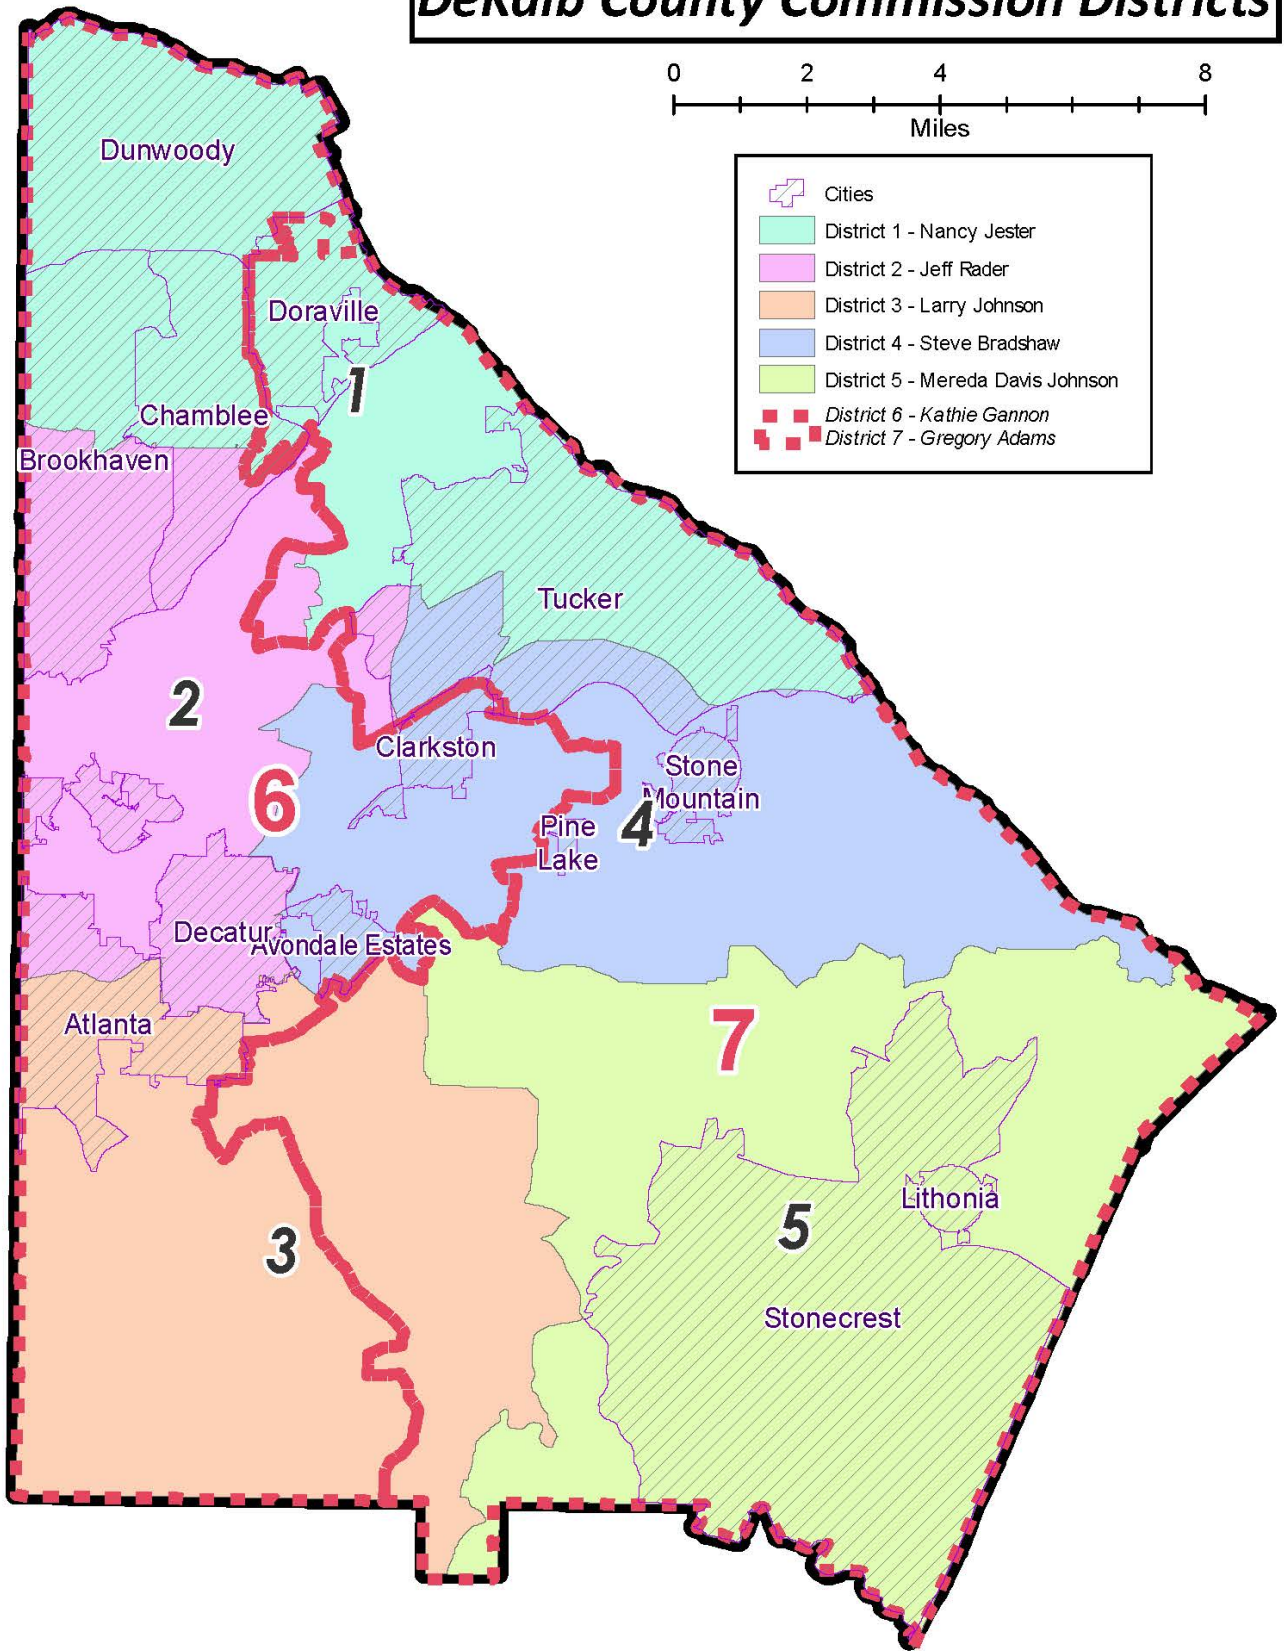 DeKalb County Commission Districts
0 2 4 8
Miles
Cities
District 1 - Nancy Jester
District 2 - Jeff Rader
District 3 - Larry Johnson
District 4 - Steve Bradshaw
District 5 - Mereda Davis Johnson
District 6 - Kathie Gannon
District 7 - Gregory Adams
Dunwoody
Doraville
1
Chamblee
Brookhaven
Tucker
2
Clarkston
6
Stone
Mountain
4
Pine
Lake
Decatur
Avondale Estates
Atlanta
7
Lithonia
5
3
Stonecrest